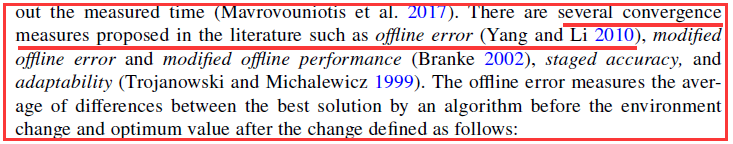 out the measured time (Mavrovouniotis et al. 2017). There are several convergence
measures proposed in the literature such as offline error (Yang and Li 2010), modified
offline error and modified offline performance (Branke 2002), staged accuracy, and
adaptability (Trojanowski and Michalewicz 1999). The offline error measures the aver-
age of differences between the best solution by an algorithm before the environment
change and optimum value after the change defined as follows: